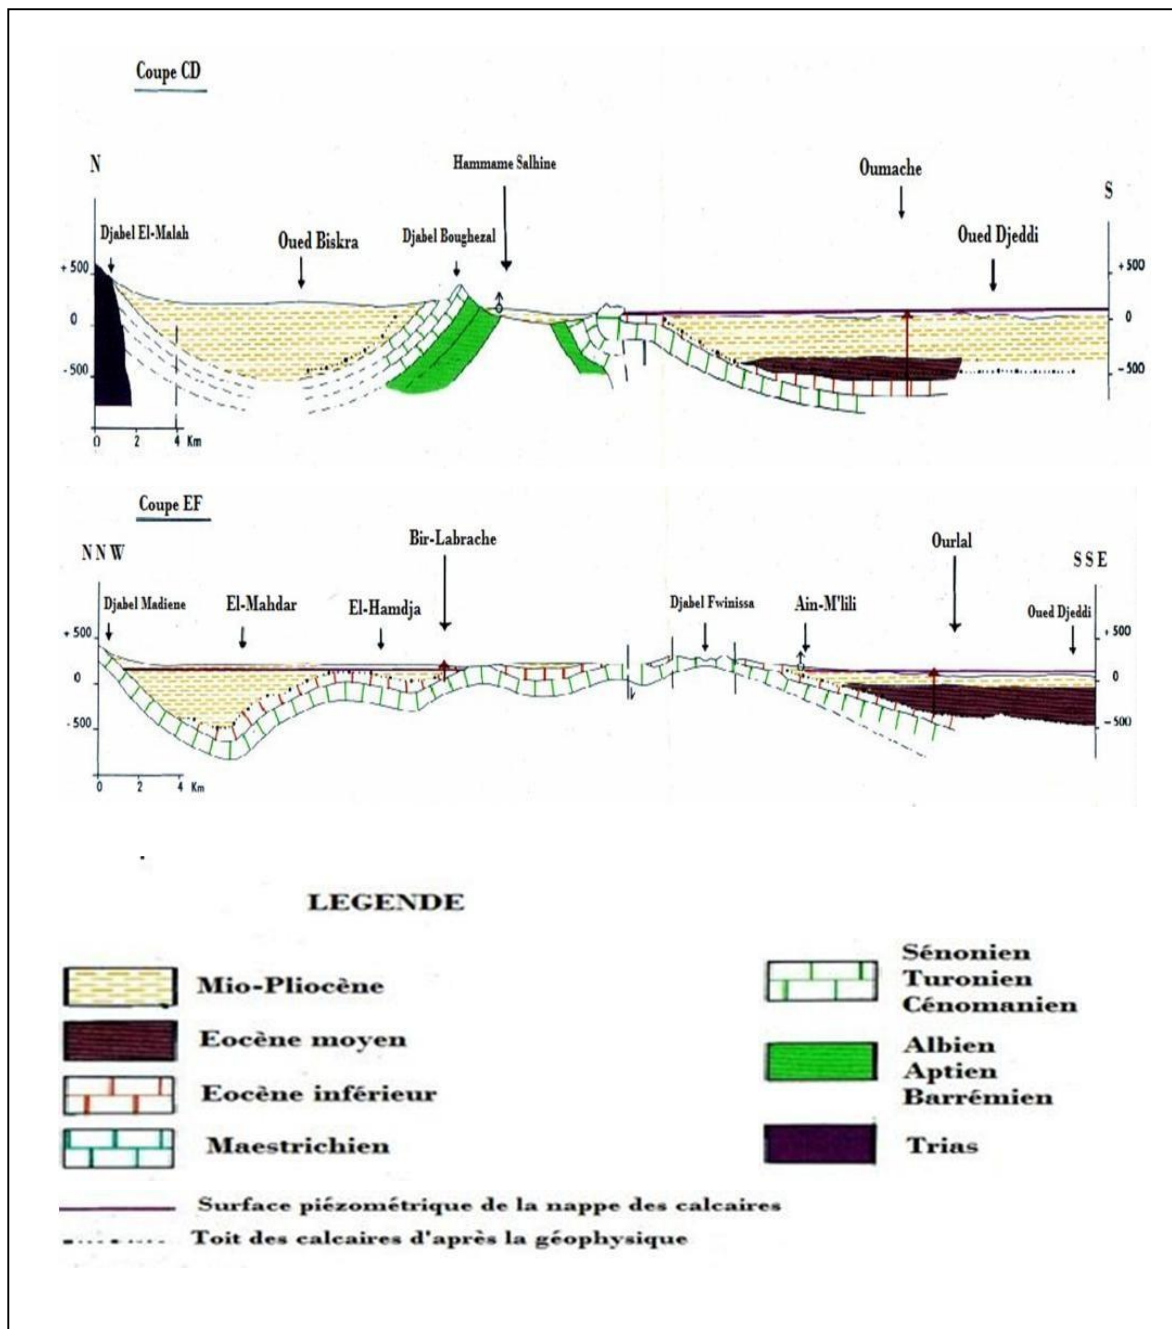 Coupe CD
Hammame Salhine
Oumache
N
S
Djabel El-Malah
Oued Biskra
Djabel Boughezal
Oued Djeddi
+ 500
+ 500
0
0
- 500
- 500
0 2 4 Km
Coupe EF
Bir-Labrache
Ourlal
N N W
S S E
Djabel Madiene
El-Mahdar
El-Hamdja
Djabel Fwinissa
Ain-M'lili
Oued Djeddi
+ 500
+ 500
0
0
- 500
- 500
0 2 4 Km
LEGENDE
Mio-Pliocène
Eocène moyen
Eocène inférieur
Maestrichien
Sénonien
Turonien
Cénomanien
Albien
Aptien
Barrémien
Trias
Surface piézométrique de la nappe des calcaires
Toit des calcaires d'après la géophysique